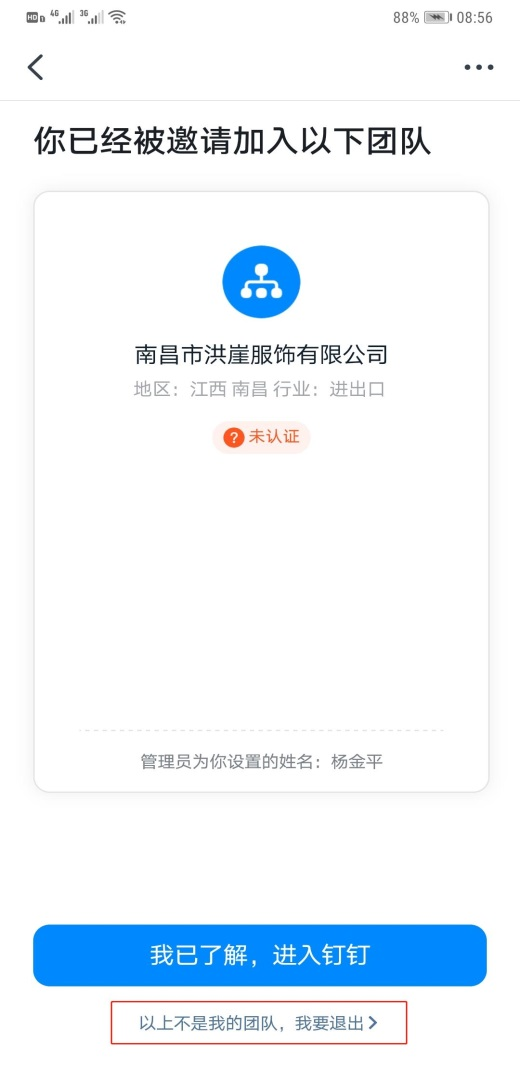 HD 4G 3G 88% 08:56
你已经被邀请加入以下团队
南昌市洪崖服饰有限公司
地区：江西 南昌 行业：进出口
? 未认证
管理员为你设置的姓名：杨金平
我已了解，进入钉钉
以上不是我的团队，我要退出